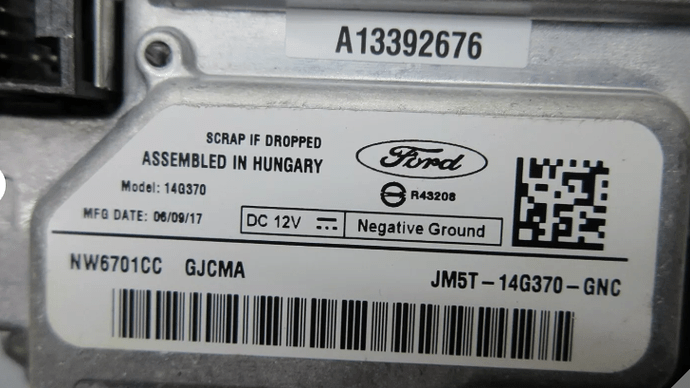 A13392676
SCRAP IF DROPPED
ASSEMBLED IN HUNGARY
Ford
Model: 14G370
R43208
MFG DATE: 06/09/17
DC 12V
Negative Ground
NW6701CC GJCMA
JM5T-14G370-GNC